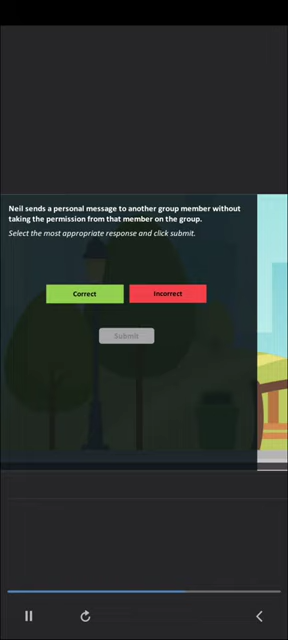 Neil sends a personal message to another group member without
taking the permission from that member on the group.
Select the most appropriate response and click submit.
Correct
Incorrect
Submit